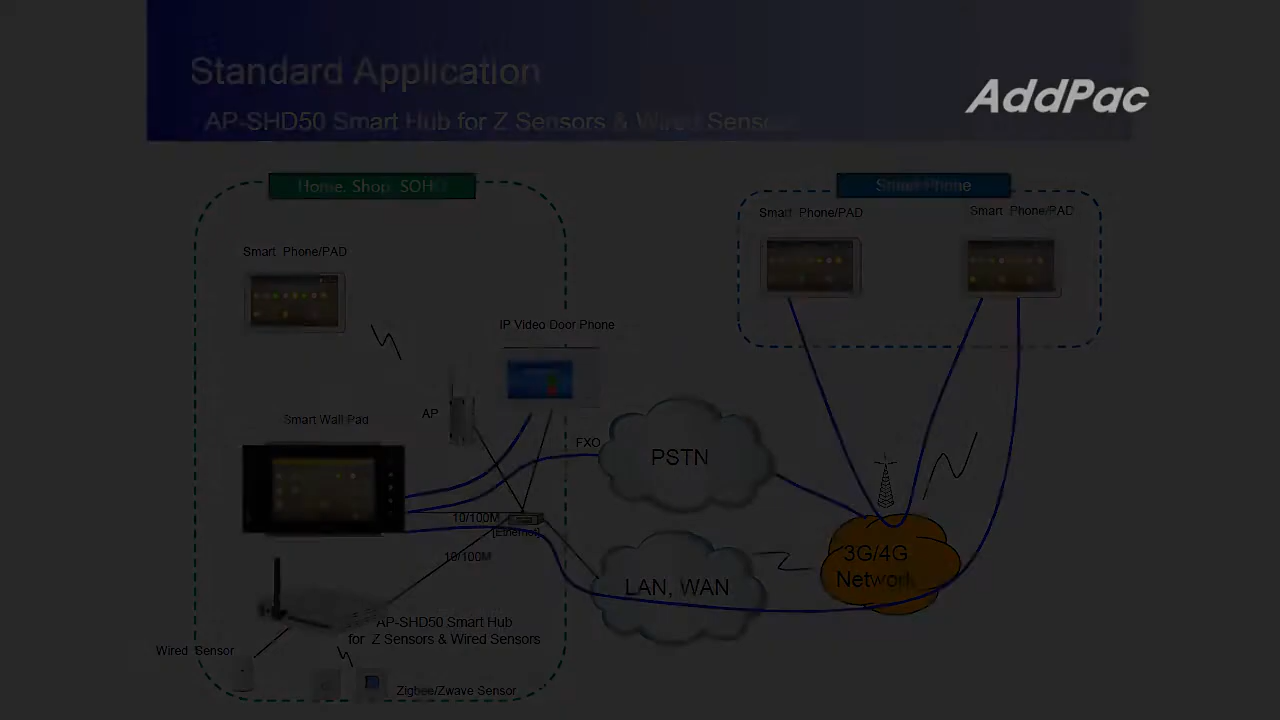 Standard Application
AddPac
AP-SHD50 Smart Hub for Z Sensors & Wired Sensors
Home, Shop, SOHO
Smart Phone
Smart Phone/PAD
Smart Phone/PAD
Smart Phone/PAD
IP Video Door Phone
AP
Smart Wall Pad
FXO
PSTN
10/100M
[Ethernet]
10/100M
3G/4G
Network
LAN, WAN
AP-SHD50 Smart Hub
for Z Sensors & Wired Sensors
Wired Sensor
Zigbee/Zwave Sensor